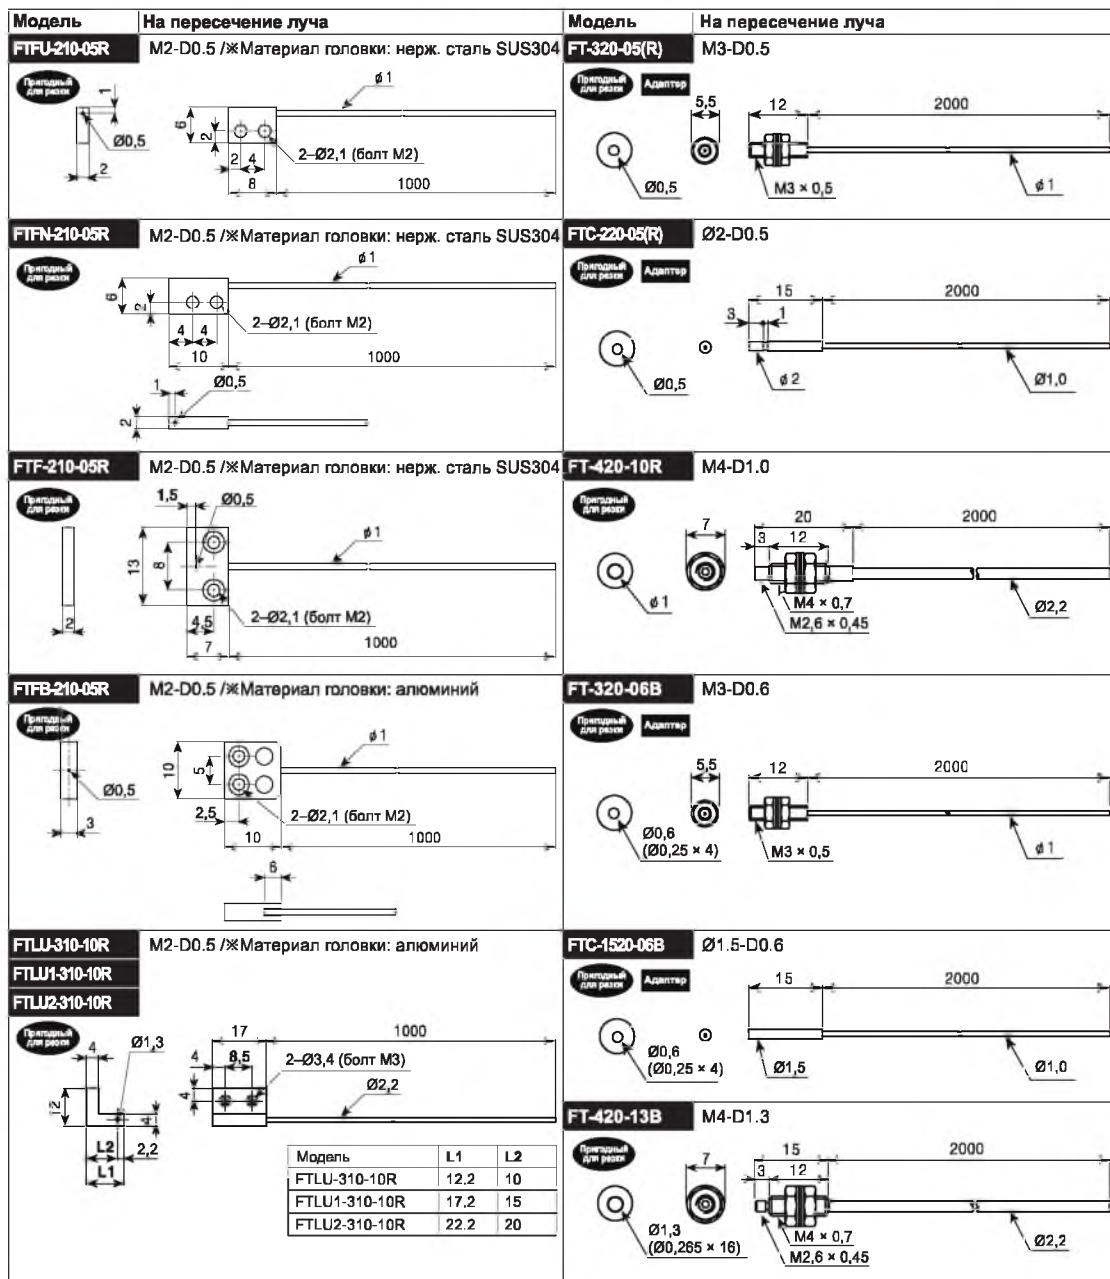 Модель На пересечение луча
FTFU-210-05R M2-D0.5 /※Материал головки: нерж. сталь SUS304
Пригодный
для резки
1
Ø0,5
2
ϕ1
6
2
2–Ø2,1 (болт M2)
2 4
8
1000
FTFN-210-05R M2-D0.5 /※Материал головки: нерж. сталь SUS304
Пригодный
для резки
ϕ1
6
2
2–Ø2,1 (болт M2)
4 4
10
1000
1
Ø0,5
2
FTF-210-05R M2-D0.5 /※Материал головки: нерж. сталь SUS304
Пригодный
для резки
1,5
Ø0,5
ϕ1
13
8
2–Ø2,1 (болт M2)
2
4,5
7
1000
FTFB-210-05R M2-D0.5 /※Материал головки: алюминий
Пригодный
для резки
ϕ1
10
5
Ø0,5
2–Ø2,1 (болт M2)
2,5
3
10
1000
6
FTLU-310-10R M2-D0.5 /※Материал головки: алюминий
FTLU1-310-10R
FTLU2-310-10R
Пригодный
для резки
4
Ø1,3
12
4
L2 2,2
L1
17
1000
4 8,5
2–Ø3,4 (болт M3)
4
Ø2,2
Модель L1 L2
FTLU-310-10R 12.2 10
FTLU1-310-10R 17,2 15
FTLU2-310-10R 22.2 20
Модель На пересечение луча
FT-320-05(R) M3-D0.5
Пригодный
для резки
Адаптер
5,5
12
2000
Ø0,5
M3 × 0,5
ϕ1
FTC-220-05(R) Ø2-D0.5
Пригодный
для резки
Адаптер
15
2000
3 1
Ø0,5
ϕ2
Ø1,0
FT-420-10R M4-D1.0
Пригодный
для резки
7
20
2000
3 12
ϕ1
M4 × 0,7
M2,6 × 0,45
Ø2,2
FT-320-06B M3-D0.6
Пригодный
для резки
Адаптер
5,5
12
2000
Ø0,6
(Ø0,25 × 4)
M3 × 0,5
ϕ1
FTC-1520-06B Ø1.5-D0.6
Пригодный
для резки
Адаптер
15
2000
Ø0,6
(Ø0,25 × 4)
Ø1,5
Ø1,0
FT-420-13B M4-D1.3
Пригодный
для резки
7
15
2000
3 12
Ø1,3
(Ø0,265 × 16)
M4 × 0,7
M2,6 × 0,45
Ø2,2